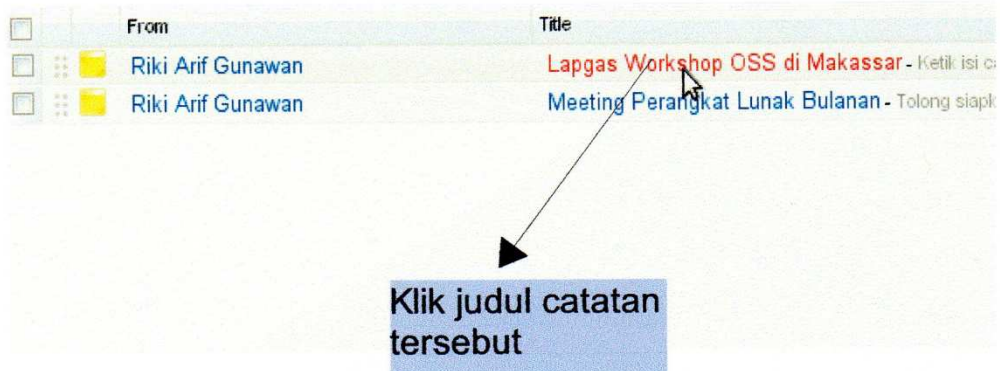 From Title
Riki Arif Gunawan Lapgas Workshop OSS di Makassar - Ketik isi
Riki Arif Gunawan Meeting Perangkat Lunak Bulanan - Tolong
Klik judul catatan
tersebut